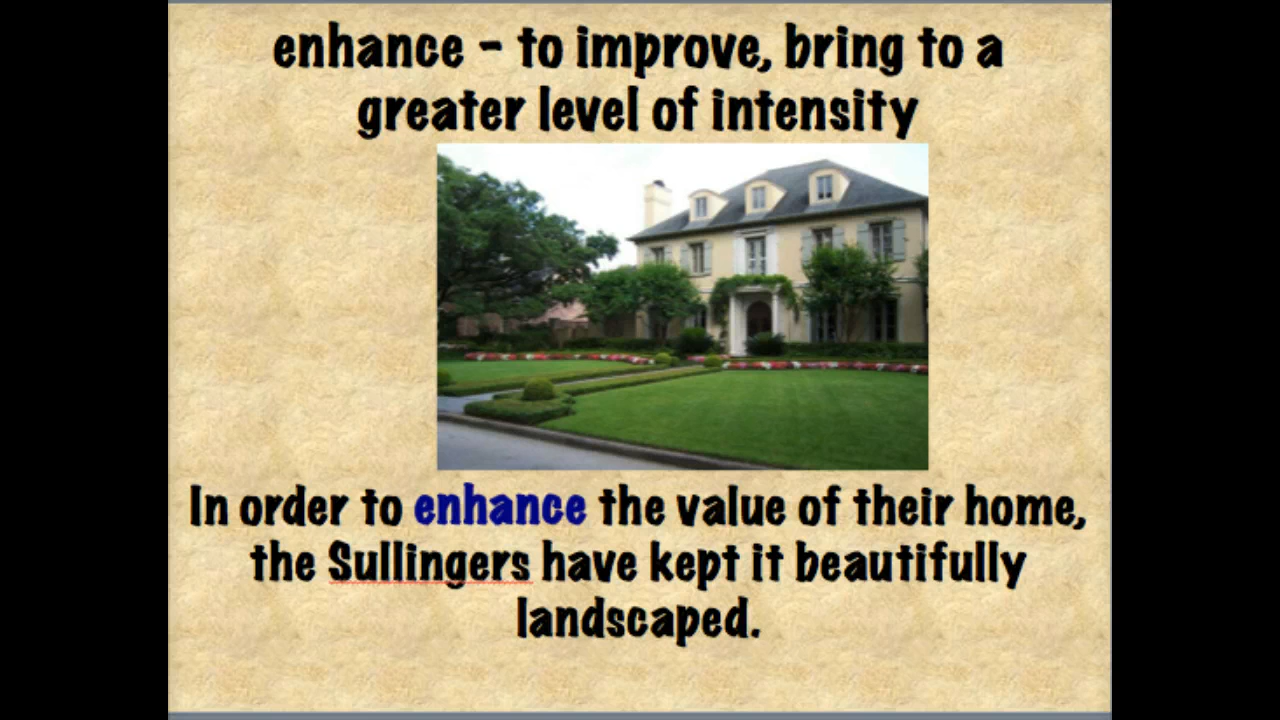 enhance - to improve, bring to a
greater level of intensity
In order to enhance the value of their home,
the Sullingers have kept it beautifully
landscaped.